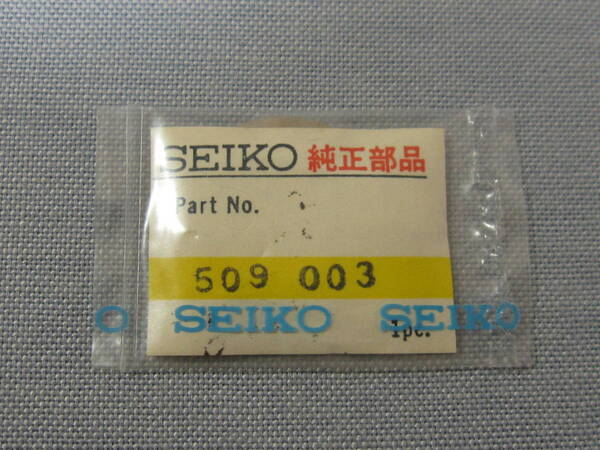 SEIKO 純正部品
Part No.
509 003
O SEIKO SEIKO
1pc.